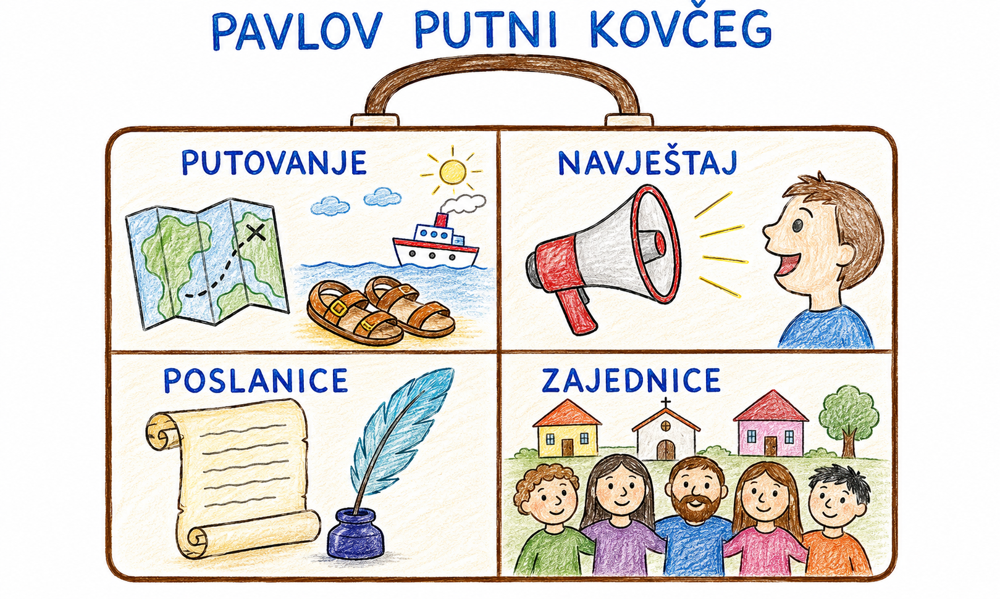 PAVLOV PUTNI KOVČEG
PUTOVANJE
NAVJEŠTAJ
POSLANICE
ZAJEDNICE